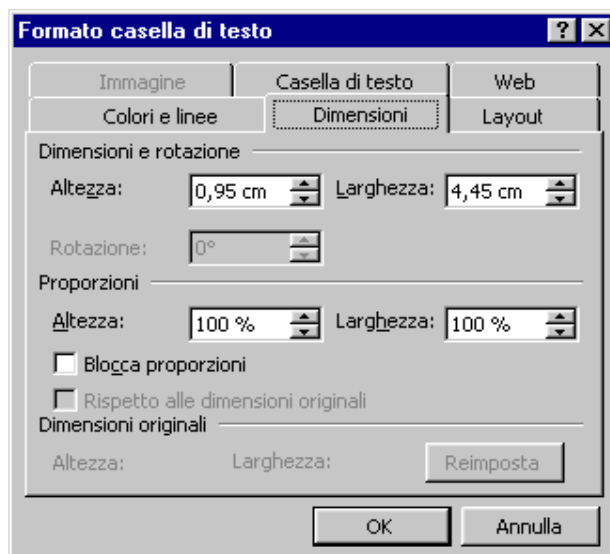 Formato casella di testo
Immagine Casella di testo Web
Colori e linee Dimensioni Layout
Dimensioni e rotazione
Altezza: 0,95 cm Larghezza: 4,45 cm
Rotazione: 0°
Proporzioni
Altezza: 100 % Larghezza: 100 %
Blocca proporzioni
Rispetto alle dimensioni originali
Dimensioni originali
Altezza: Larghezza: Reimposta
OK Annulla